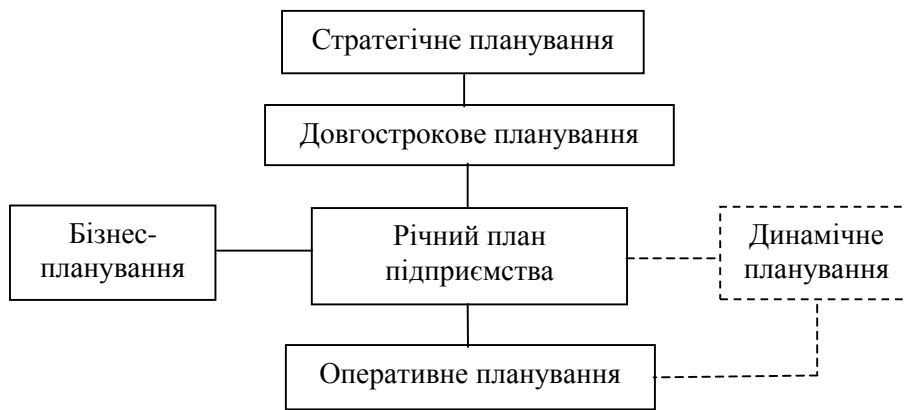 Стратегічне планування
Довгострокове планування
Бізнес-
планування
Річний план
підприємства
Динамічне
планування
Оперативне планування